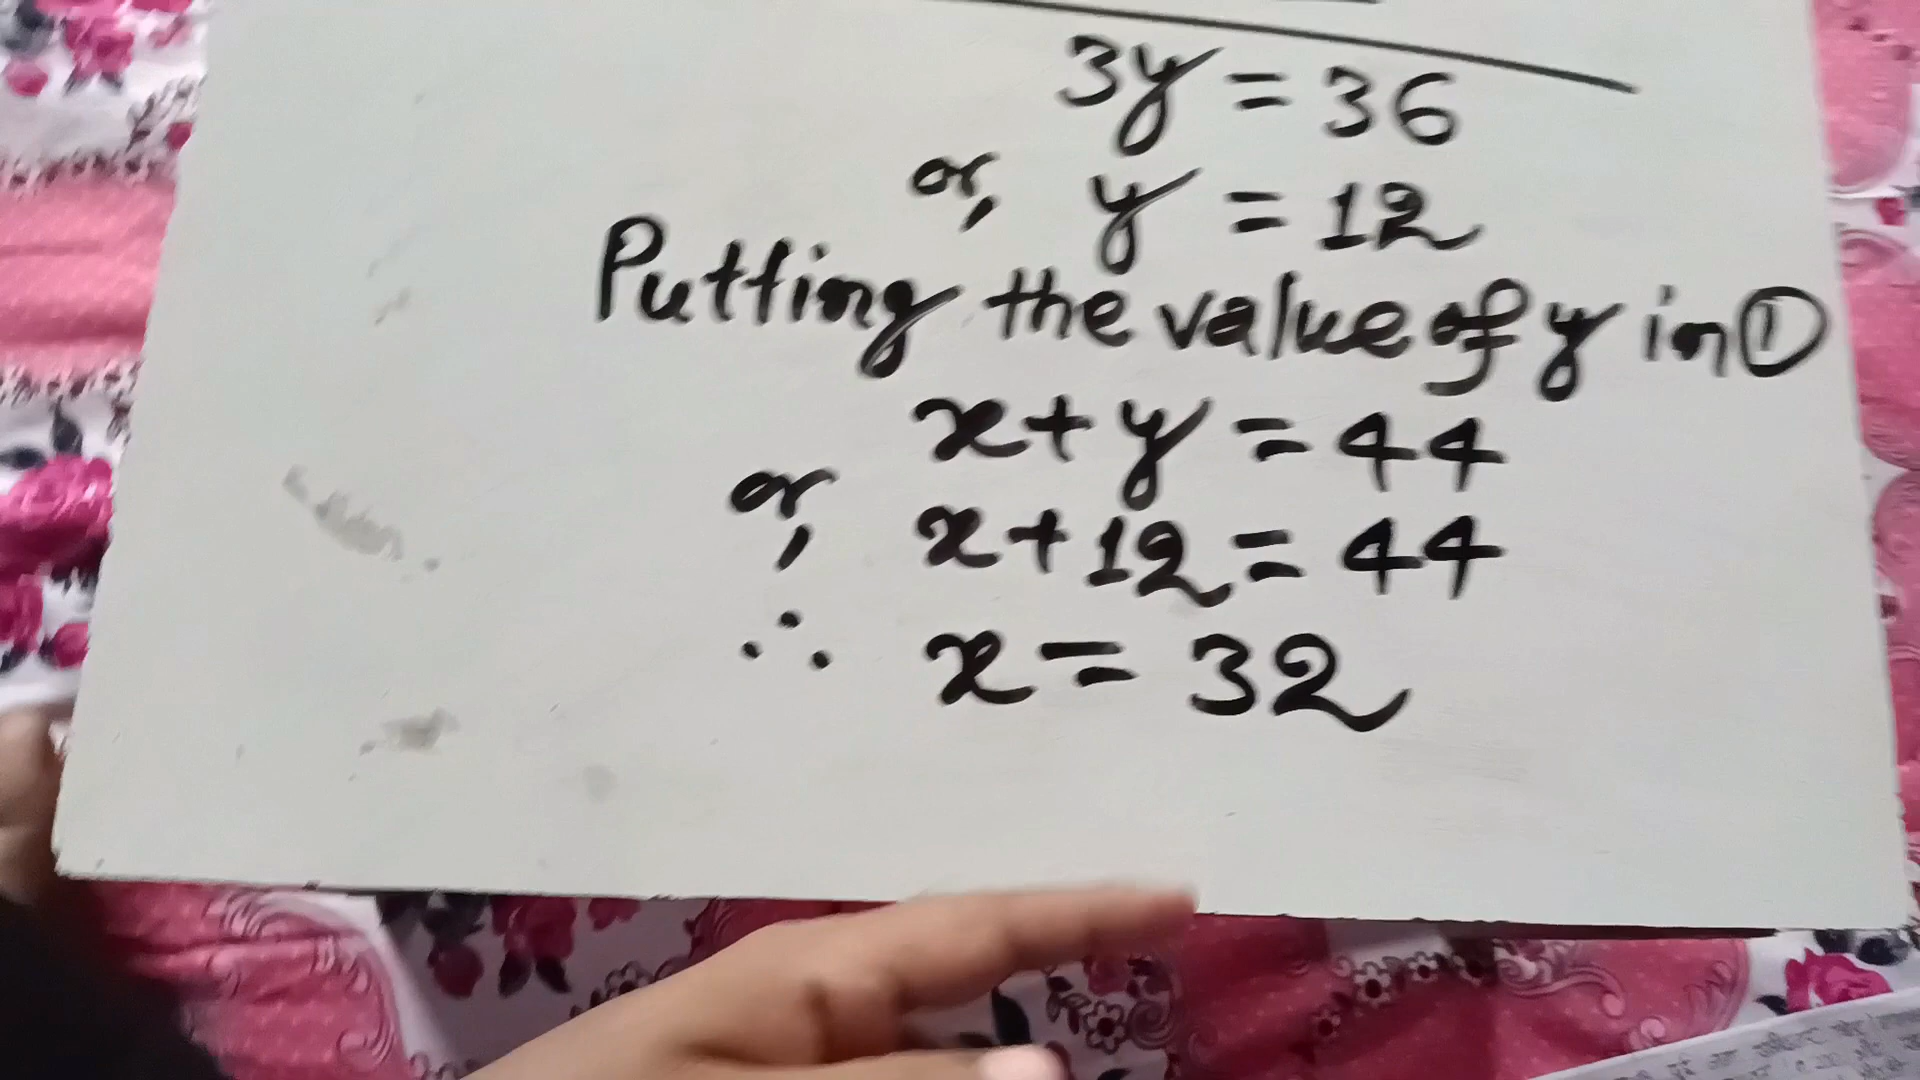 3y = 36
or, y = 12
Putting the value of y in ①
x + y = 44
or, x + 12 = 44
∴ x = 32